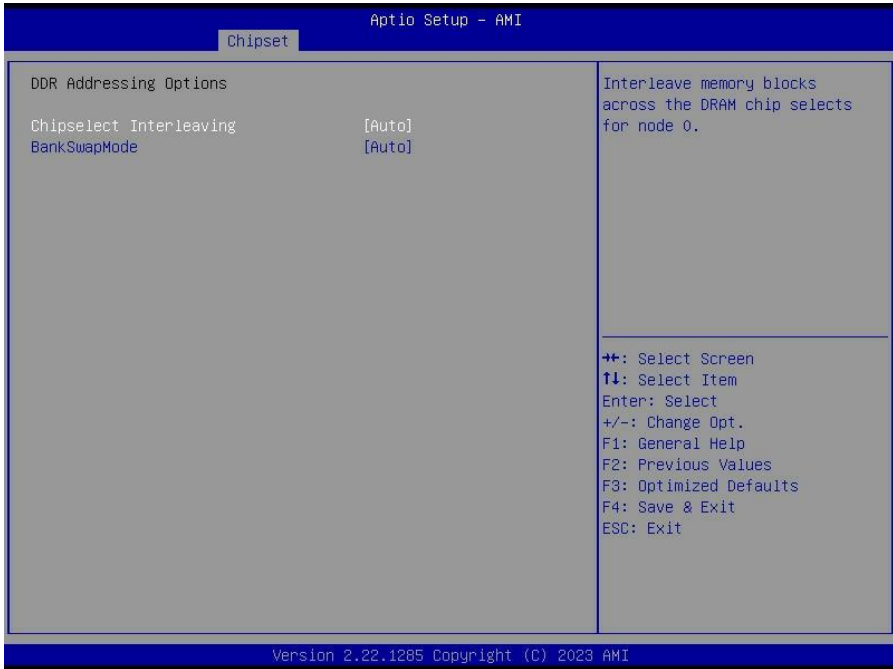 Aptio Setup - AMI
Chipset
DDR Addressing Options
Chipselect Interleaving [Auto]
BankSwapMode [Auto]
Interleave memory blocks
across the DRAM chip selects
for node 0.
→←: Select Screen
↑↓: Select Item
Enter: Select
+/-: Change Opt.
F1: General Help
F2: Previous Values
F3: Optimized Defaults
F4: Save & Exit
ESC: Exit
Version 2.22.1285 Copyright (C) 2023 AMI